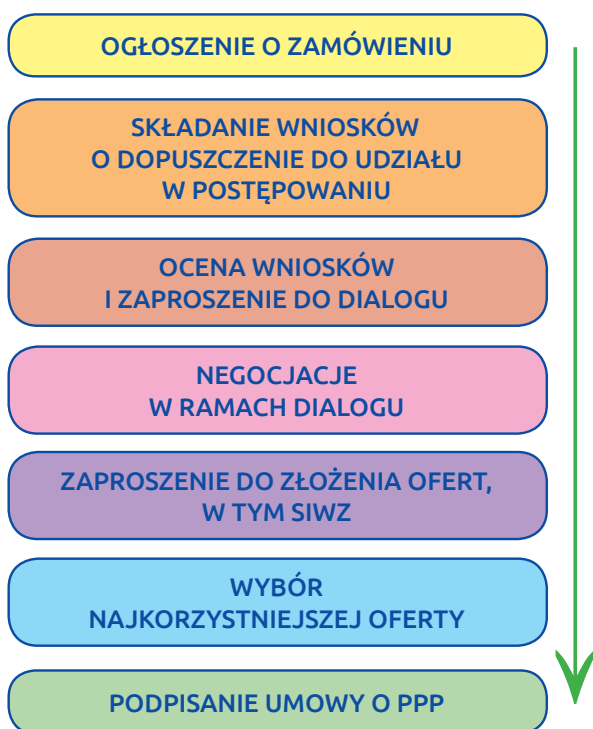 OGŁOSZENIE O ZAMÓWIENIU
SKŁADANIE WNIOSKÓW
O DOPUSZCZENIE DO UDZIAŁU
W POSTĘPOWANIU
OCENA WNIOSKÓW
I ZAPROSZENIE DO DIALOGU
NEGOCJACJE
W RAMACH DIALOGU
ZAPROSZENIE DO ZŁOŻENIA OFERT,
W TYM SIWZ
WYBÓR
NAJKORZYSTNIEJSZEJ OFERTY
PODPISANIE UMOWY O PPP